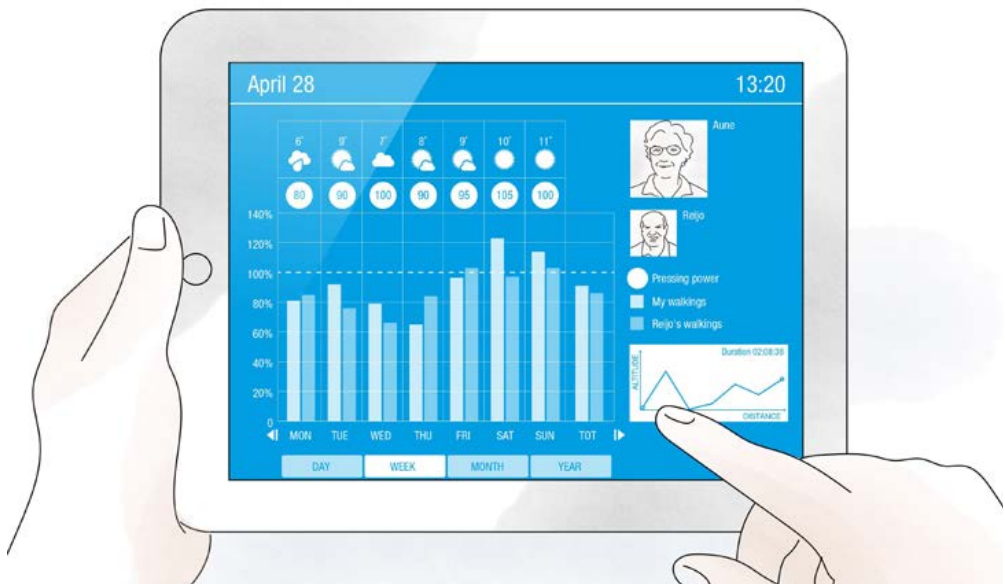 April 28 13:20
6° 9° 7° 8° 9° 10° 11°
80 90 100 90 95 105 100
140%
120%
100%
80%
60%
40%
20%
0
MON TUE WED THU FRI SAT SUN TOT
DAY WEEK MONTH YEAR
Aune
Reijo
Pressing power
My walkings
Reijo's walkings
Duration 02:08:38
ALTITUDE
DISTANCE